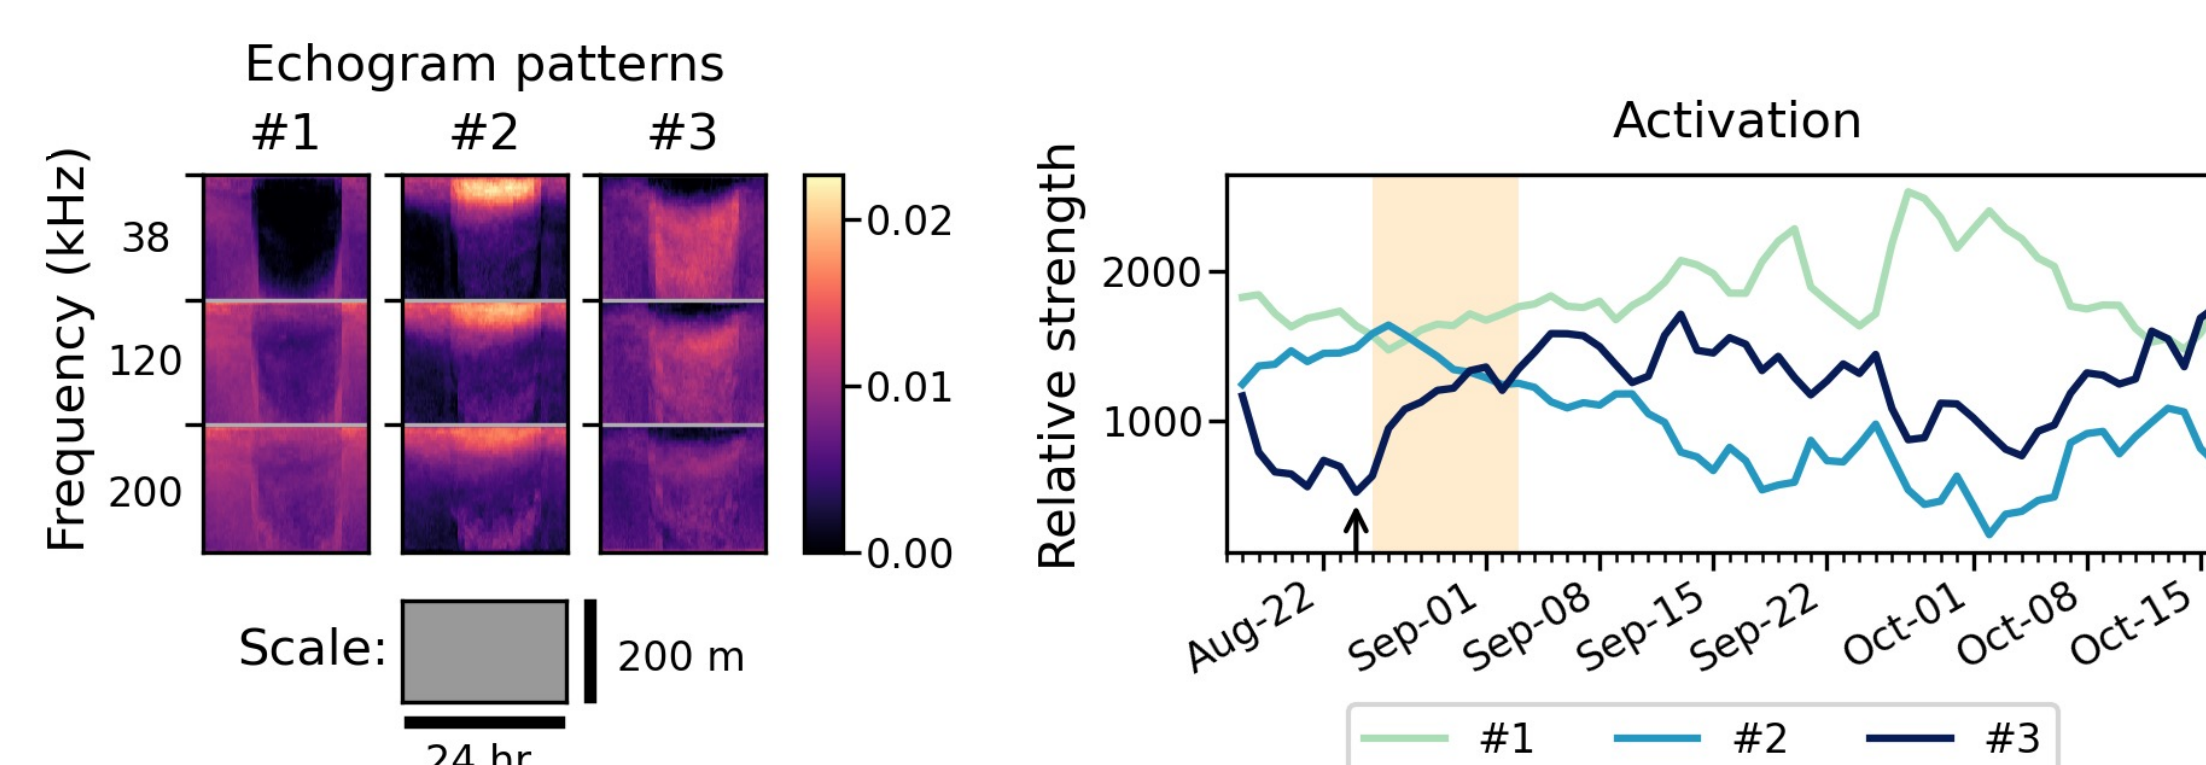 Echogram patterns
#1 #2 #3
Frequency (kHz)
38
120
200
0.02
0.01
0.00
Scale:
200 m
24 hr
Activation
Relative strength
2000
1000
Aug-22 Sep-01 Sep-08 Sep-15 Sep-22 Oct-01 Oct-08 Oct-15
#1 #2 #3